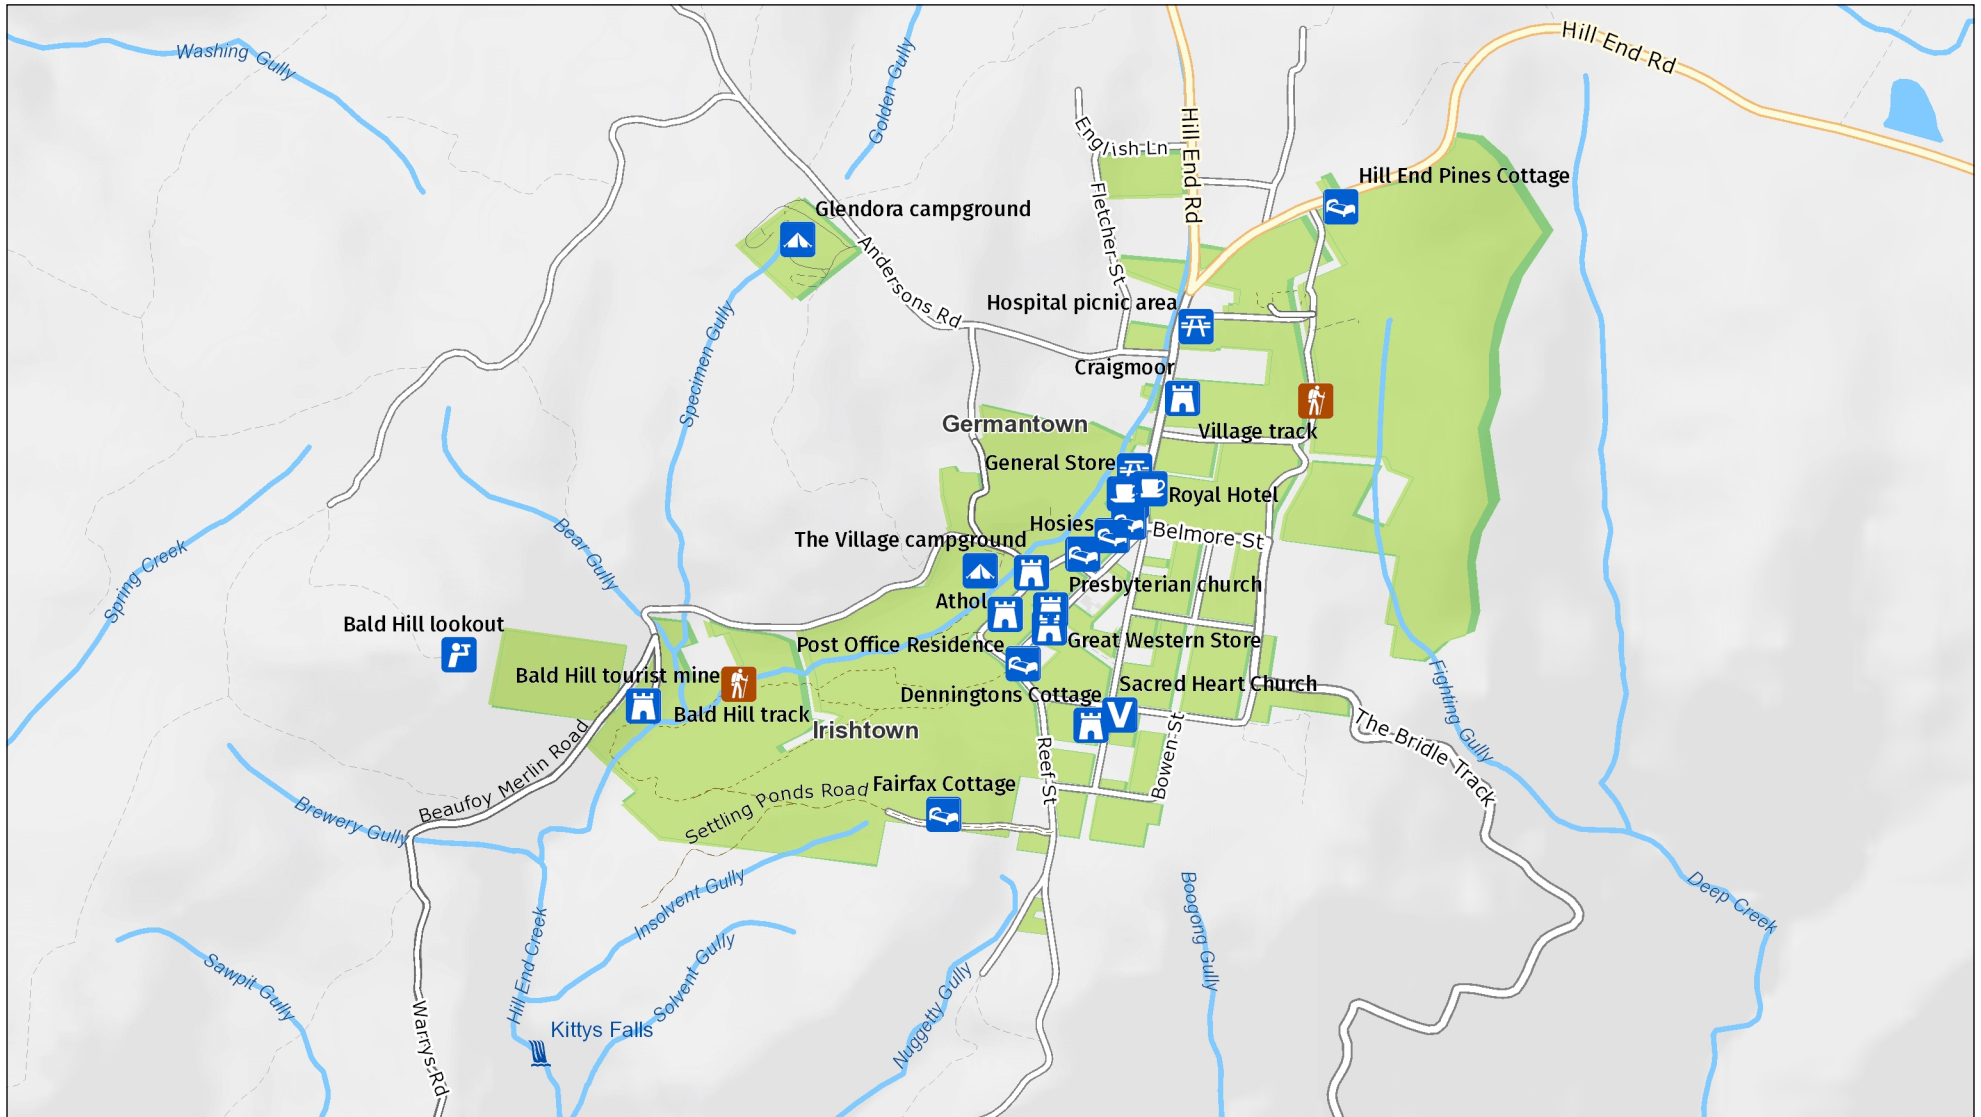 Hill End Rd
Washing Gully
Golden Gully
English Ln
Hill End Rd
Hill End Pines Cottage
Glendora campground
Fletcher St
Andersons Rd
Hospital picnic area
Specimen Gully
Craigmoor
Germantown
Village track
General Store
Royal Hotel
Hosies
Belmore St
The Village campground
Bear Gully
Spring Creek
Presbyterian church
Athol
Bald Hill lookout
Post Office Residence
Great Western Store
Bald Hill tourist mine
Denningtons Cottage
Sacred Heart Church
V
Bald Hill track
Irishtown
Fighting Gully
The Bridle Track
Bowen St
Reef St
Beaufoy Merlin Road
Settling Ponds Road
Fairfax Cottage
Brewery Gully
Insolvent Gully
Deep Creek
Boogong Gully
Hill End Creek
Solvent Gully
Sawpit Gully
Nuggetty Gully
Kittys Falls
Warrys Rd